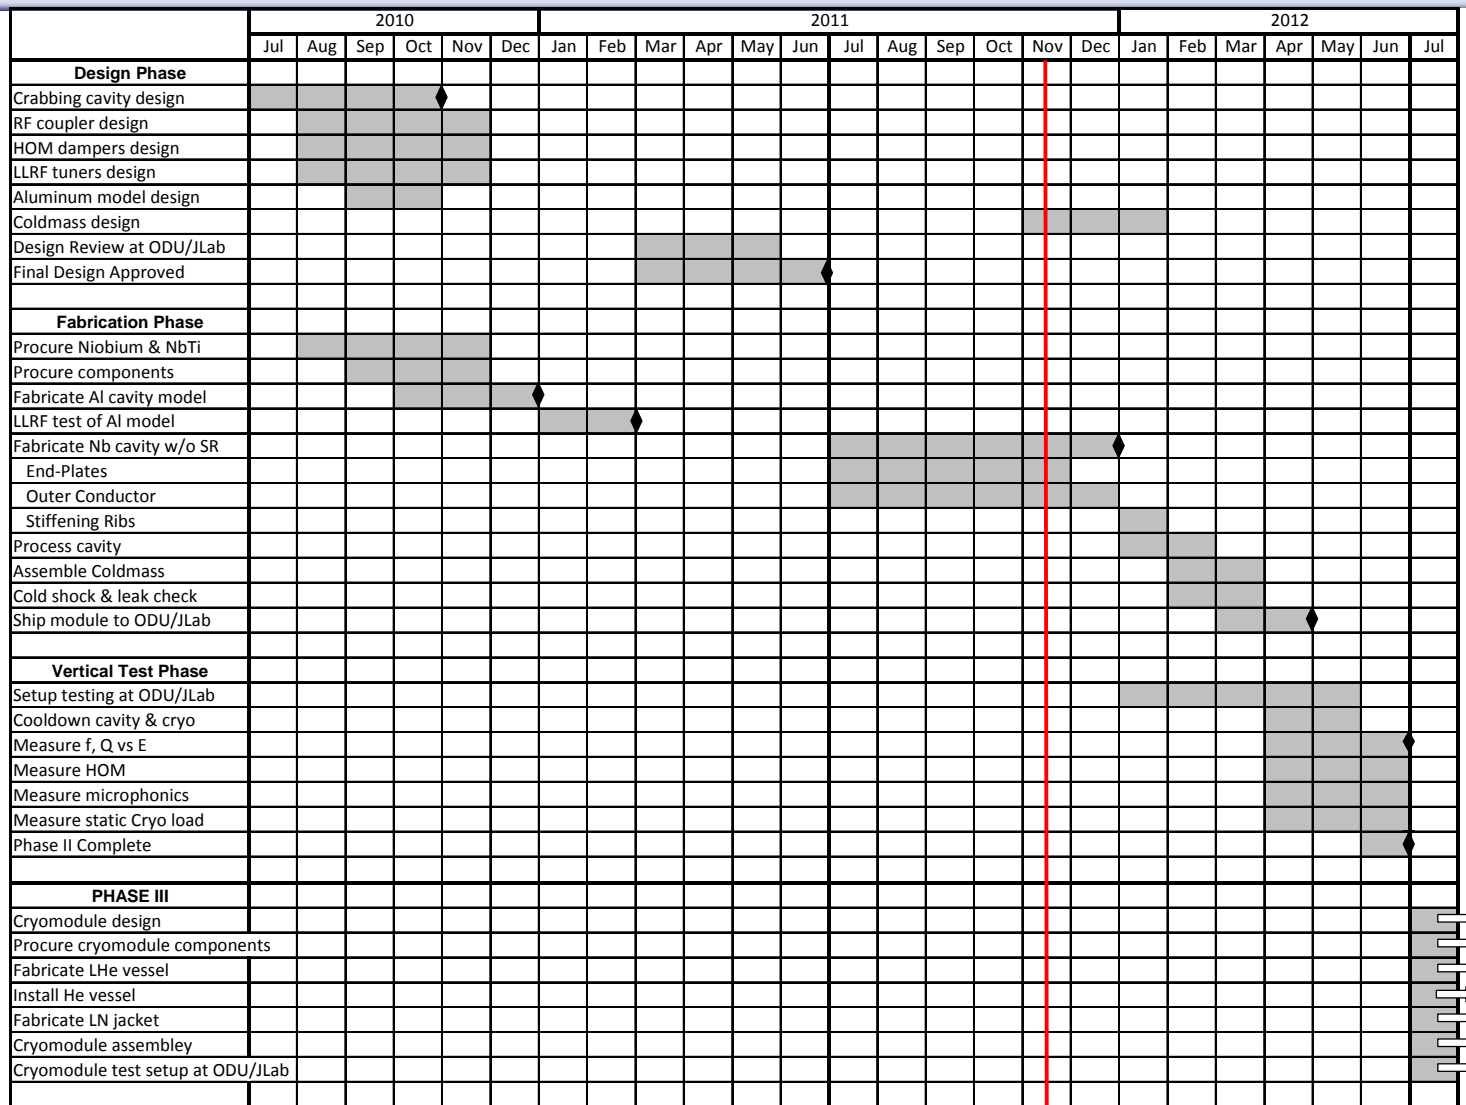 2010 2011 2012
Jul Aug Sep Oct Nov Dec Jan Feb Mar Apr May Jun Jul Aug Sep Oct Nov Dec Jan Feb Mar Apr May Jun Jul
Design Phase
Crabbing cavity design
RF coupler design
HOM dampers design
LLRF tuners design
Aluminum model design
Coldmass design
Design Review at ODU/JLab
Final Design Approved
Fabrication Phase
Procure Niobium & NbTi
Procure components
Fabricate Al cavity model
LLRF test of Al model
Fabricate Nb cavity w/o SR
End-Plates
Outer Conductor
Stiffening Ribs
Process cavity
Assemble Coldmass
Cold shock & leak check
Ship module to ODU/JLab
Vertical Test Phase
Setup testing at ODU/JLab
Cooldown cavity & cryo
Measure f, Q vs E
Measure HOM
Measure microphonics
Measure static Cryo load
Phase II Complete
PHASE III
Cryomodule design
Procure cryomodule components
Fabricate LHe vessel
Install He vessel
Fabricate LN jacket
Cryomodule assembley
Cryomodule test setup at ODU/JLab